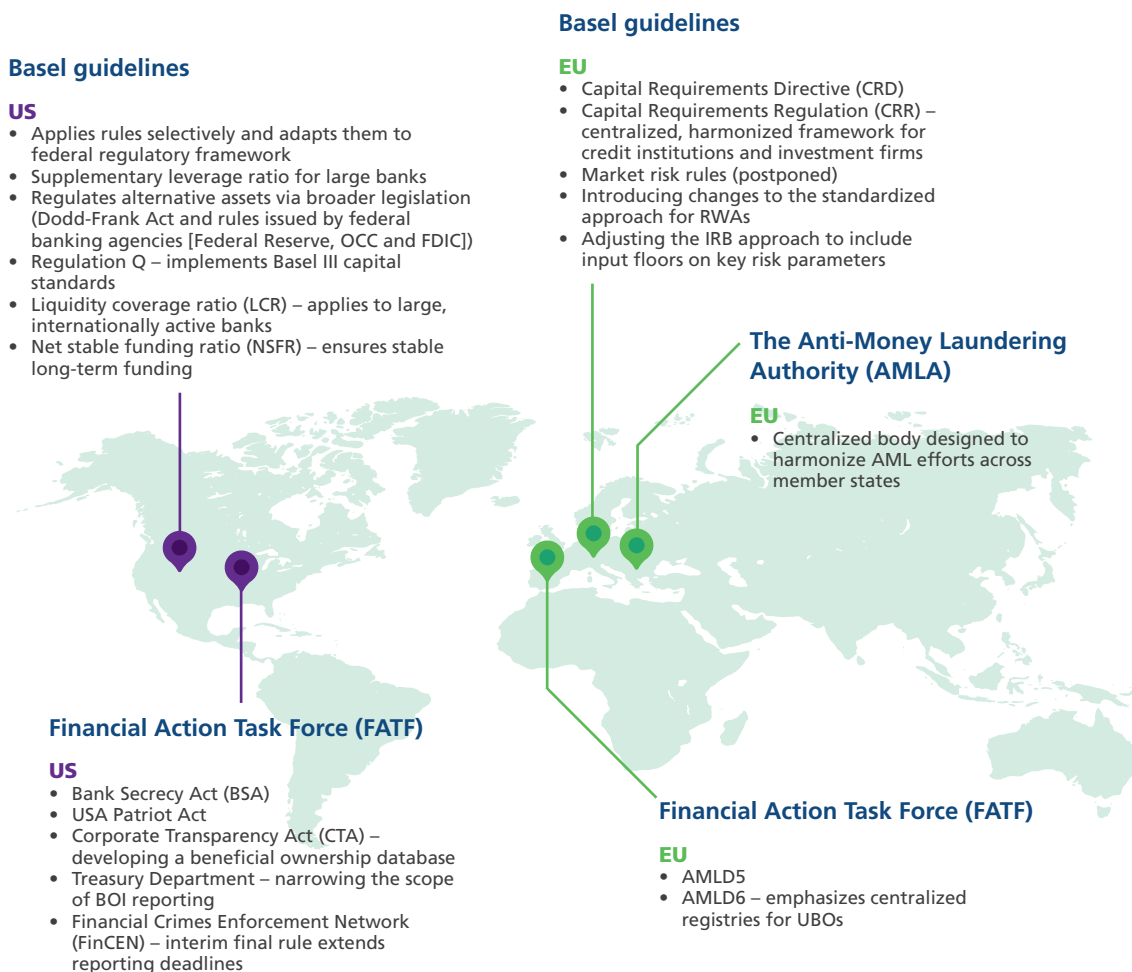 Basel guidelines
US
• Applies rules selectively and adapts them to
federal regulatory framework
• Supplementary leverage ratio for large banks
• Regulates alternative assets via broader legislation
(Dodd-Frank Act and rules issued by federal
banking agencies [Federal Reserve, OCC and FDIC])
• Regulation Q – implements Basel III capital
standards
• Liquidity coverage ratio (LCR) – applies to large,
internationally active banks
• Net stable funding ratio (NSFR) – ensures stable
long-term funding
Basel guidelines
EU
• Capital Requirements Directive (CRD)
• Capital Requirements Regulation (CRR) –
centralized, harmonized framework for
credit institutions and investment firms
• Market risk rules (postponed)
• Introducing changes to the standardized
approach for RWAs
• Adjusting the IRB approach to include
input floors on key risk parameters
The Anti-Money Laundering
Authority (AMLA)
EU
• Centralized body designed to
harmonize AML efforts across
member states
Financial Action Task Force (FATF)
US
• Bank Secrecy Act (BSA)
• USA Patriot Act
• Corporate Transparency Act (CTA) –
developing a beneficial ownership database
• Treasury Department – narrowing the scope
of BOI reporting
• Financial Crimes Enforcement Network
(FinCEN) – interim final rule extends
reporting deadlines
Financial Action Task Force (FATF)
EU
• AMLD5
• AMLD6 – emphasizes centralized
registries for UBOs